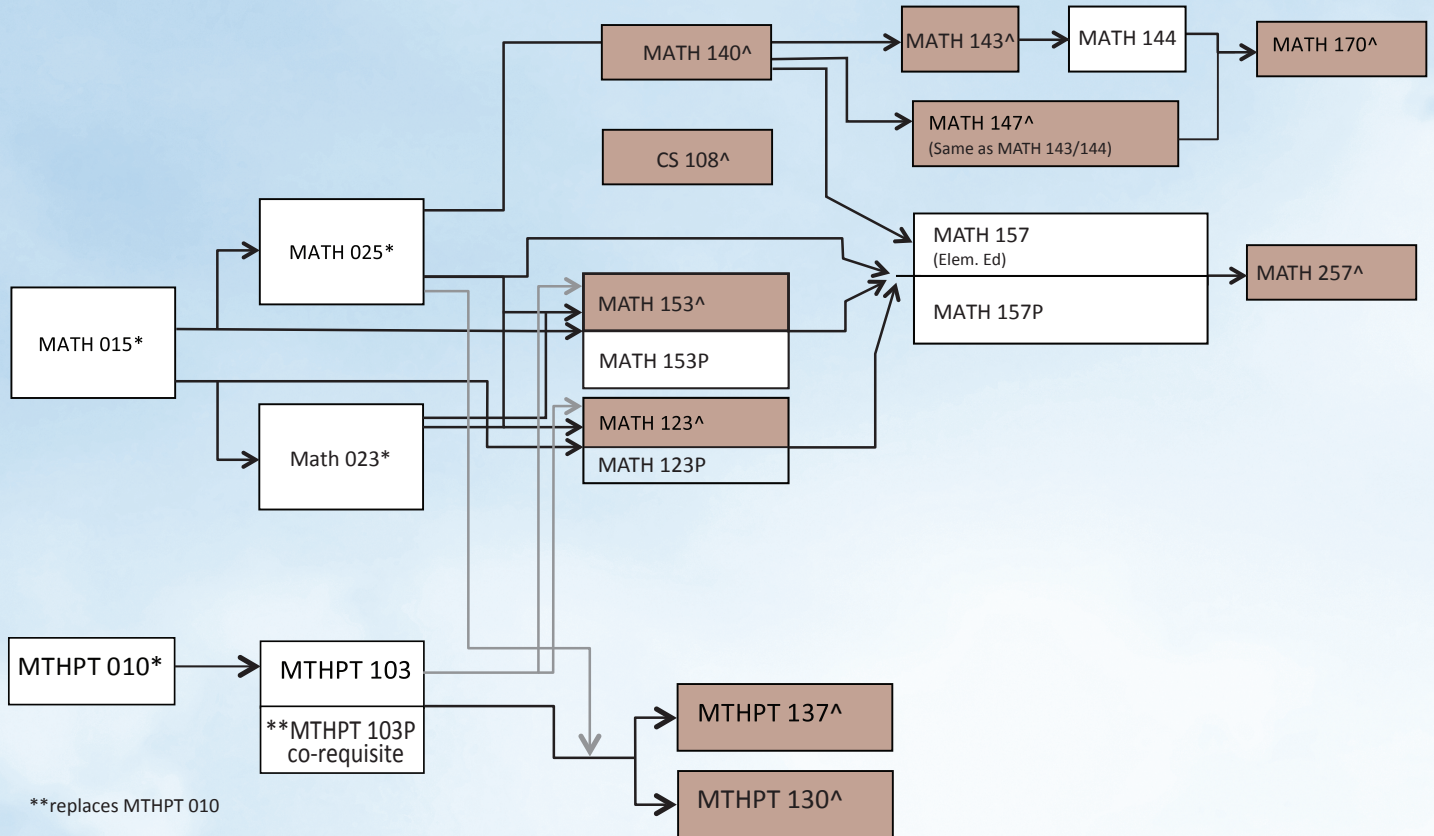 MATH 140^
MATH 143^
MATH 144
MATH 170^
MATH 147^
(Same as MATH 143/144)
CS 108^
MATH 025*
MATH 157
(Elem. Ed)
MATH 157P
MATH 257^
MATH 015*
MATH 153^
MATH 153P
MATH 123^
MATH 123P
Math 023*
MTHPT 010*
MTHPT 103
**MTHPT 103P
co-requisite
MTHPT 137^
MTHPT 130^
**replaces MTHPT 010